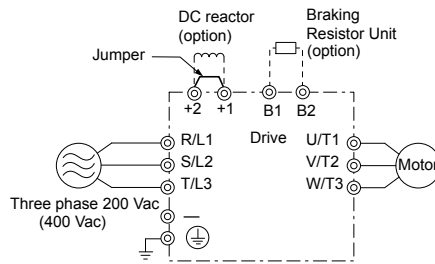 DC reactor
(option)
Braking
Resistor Unit
(option)
Jumper
+2
+1
B1
B2
Drive
R/L1
S/L2
T/L3
U/T1
V/T2
W/T3
Motor
Three phase 200 Vac
(400 Vac)
–